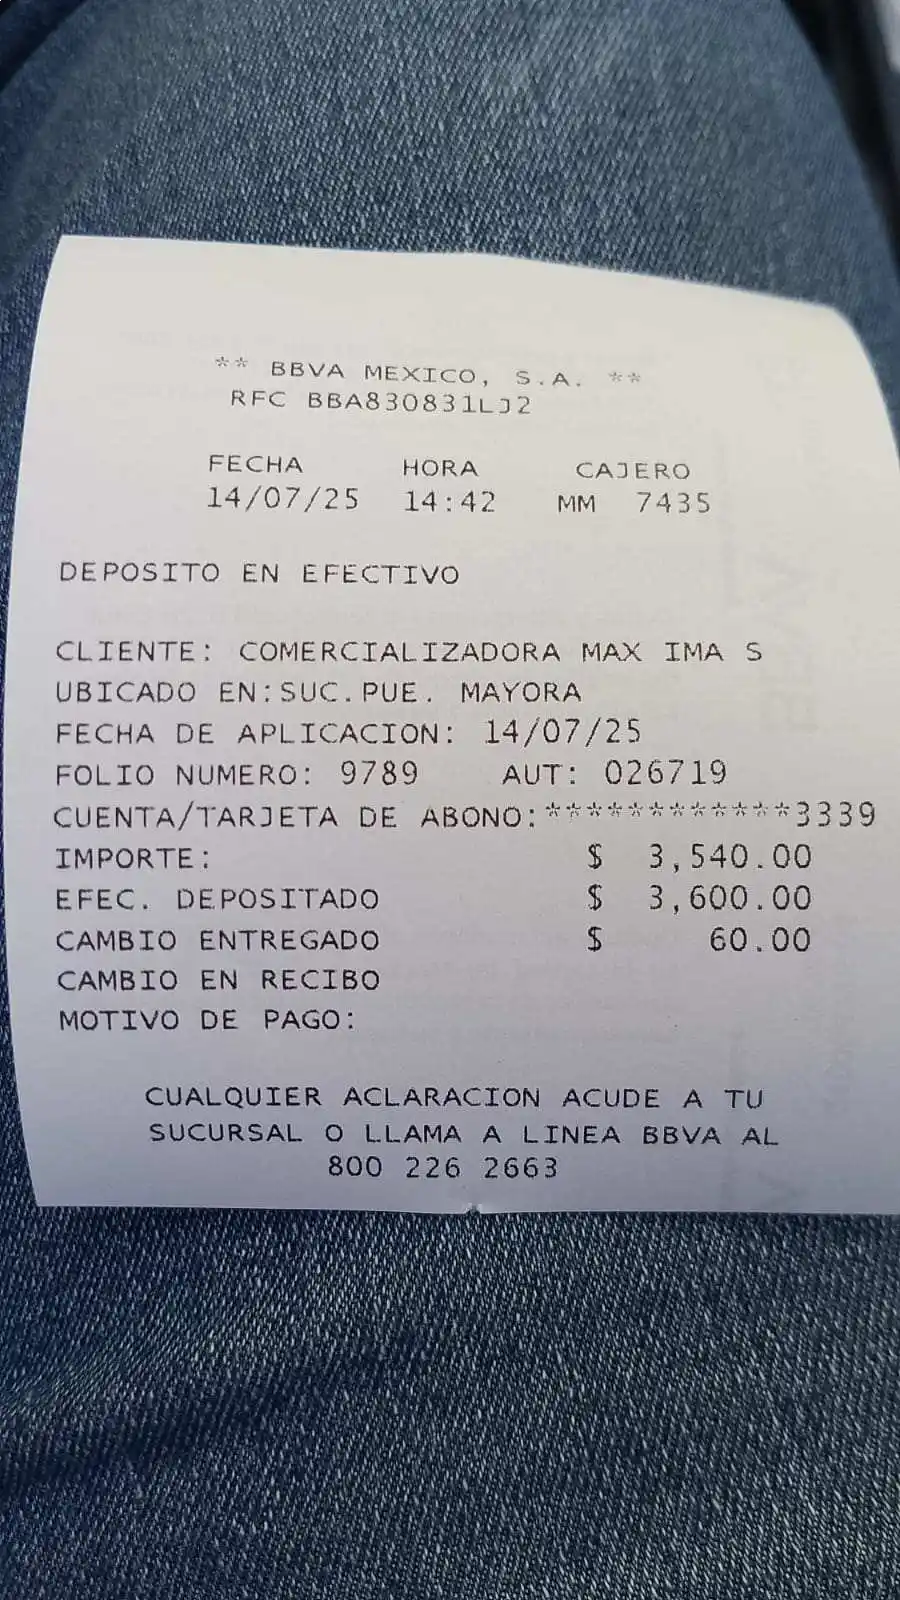 ** BBVA MEXICO, S.A. **
RFC BBA830831LJ2
FECHA HORA CAJERO
14/07/25 14:42 MM 7435
DEPOSITO EN EFECTIVO
CLIENTE: COMERCIALIZADORA MAX IMA S
UBICADO EN:SUC.PUE. MAYORA
FECHA DE APLICACION: 14/07/25
FOLIO NUMERO: 9789 AUT: 026719
CUENTA/TARJETA DE ABONO:************3339
IMPORTE: $ 3,540.00
EFEC. DEPOSITADO $ 3,600.00
CAMBIO ENTREGADO $ 60.00
CAMBIO EN RECIBO
MOTIVO DE PAGO:
CUALQUIER ACLARACION ACUDE A TU
SUCURSAL O LLAMA A LINEA BBVA AL
800 226 2663